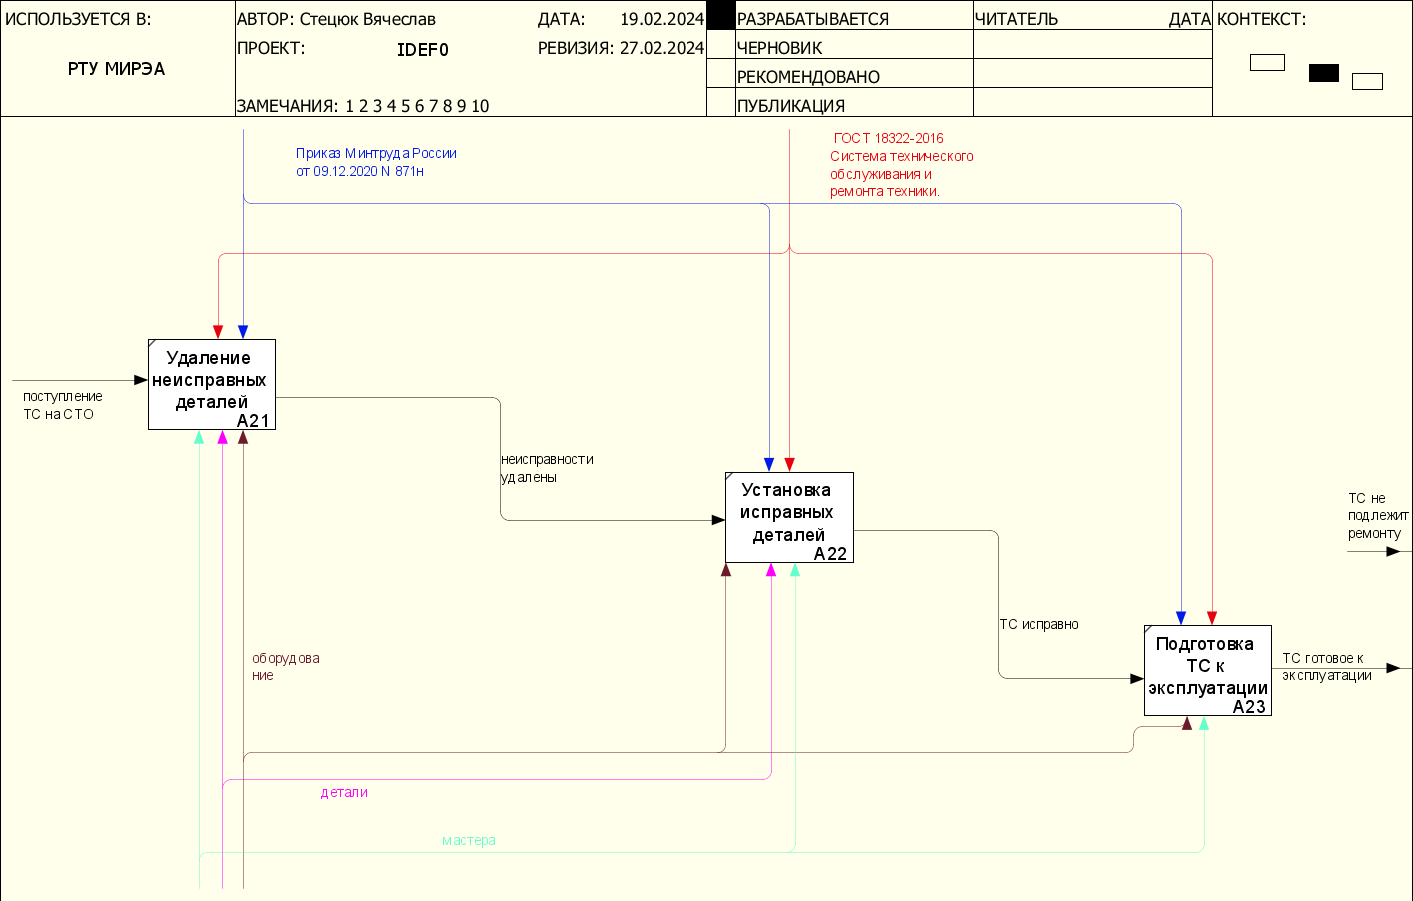 ИСПОЛЬЗУЕТСЯ В:
РТУ МИРЭА
АВТОР: Стецюк Вячеслав
ДАТА: 19.02.2024
ПРОЕКТ: IDEF0
РЕВИЗИЯ: 27.02.2024
ЗАМЕЧАНИЯ: 1 2 3 4 5 6 7 8 9 10
РАЗРАБАТЫВАЕТСЯ
ЧЕРНОВИК
РЕКОМЕНДОВАНО
ПУБЛИКАЦИЯ
ЧИТАТЕЛЬ ДАТА
КОНТЕКСТ:
Приказ Минтруда России
от 09.12.2020 N 871н
ГОСТ 18322-2016
Система технического
обслуживания и
ремонта техники.
поступление
ТС на СТО
Удаление
неисправных
деталей
A21
неисправности
удалены
Установка
исправных
деталей
A22
ТС не
подлежит
ремонту
ТС исправно
Подготовка
ТС к
эксплуатации
A23
ТС готовое к
эксплуатации
оборудова
ние
детали
мастера